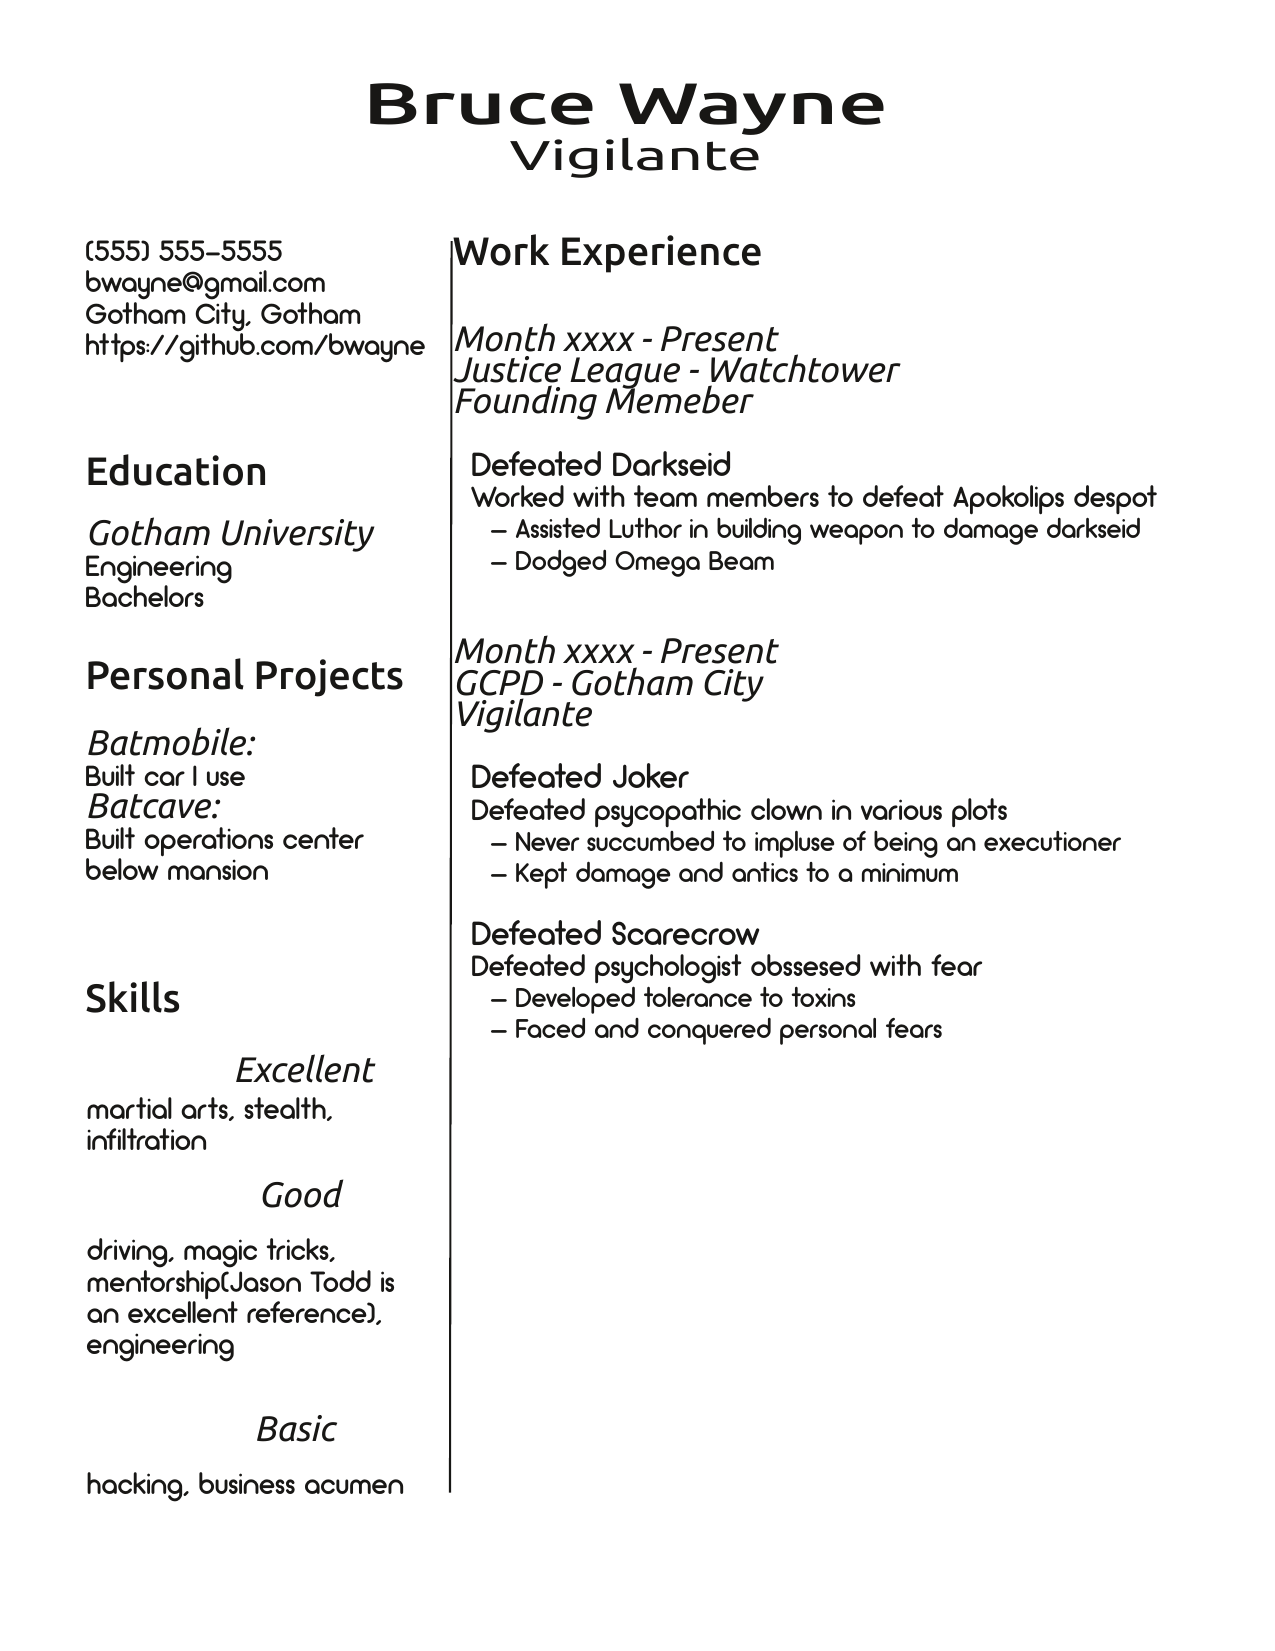 Bruce Wayne
Vigilante
(555) 555-5555
bwayne@gmail.com
Gotham City, Gotham
https://github.com/bwayne
Education
Gotham University
Engineering
Bachelors
Personal Projects
Batmobile:
Built car I use
Batcave:
Built operations center
below mansion
Skills
Excellent
martial arts, stealth,
infiltration
Good
driving, magic tricks,
mentorship(Jason Todd is
an excellent reference),
engineering
Basic
hacking, business acumen
Work Experience
Month xxxx - Present
Justice League - Watchtower
Founding Memeber
Defeated Darkseid
Worked with team members to defeat Apokolips despot
– Assisted Luthor in building weapon to damage darkseid
– Dodged Omega Beam
Month xxxx - Present
GCPD - Gotham City
Vigilante
Defeated Joker
Defeated psycopathic clown in various plots
– Never succumbed to impluse of being an executioner
– Kept damage and antics to a minimum
Defeated Scarecrow
Defeated psychologist obssesed with fear
– Developed tolerance to toxins
– Faced and conquered personal fears